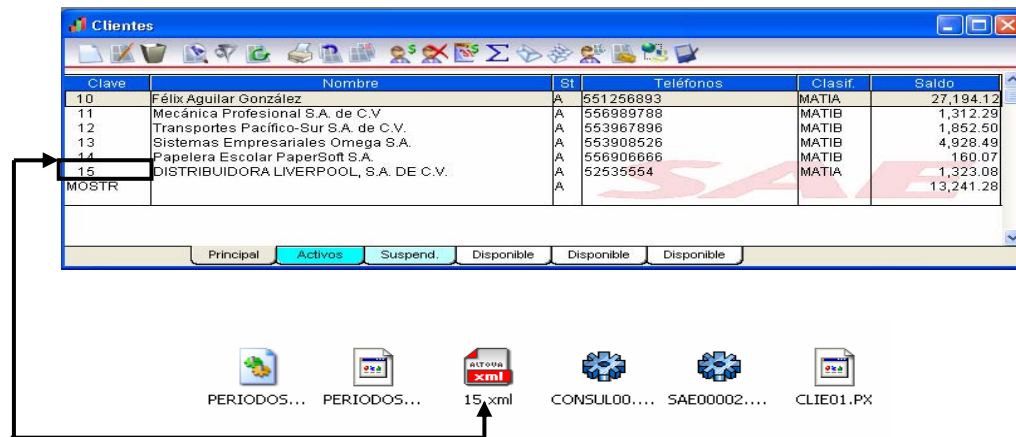 Clientes
Clave Nombre St Teléfonos Clasif. Saldo
10 Félix Aguilar González A 551256893 MATIA 27,194.12
11 Mecánica Profesional S.A. de C.V A 556989788 MATIB 1,312.29
12 Transportes Pacífico-Sur S.A. de C.V. A 553967896 MATIB 1,852.50
13 Sistemas Empresariales Omega S.A. A 553908526 MATIB 4,928.49
14 Papelera Escolar PaperSoft S.A. A 556906666 MATIB 160.07
15 DISTRIBUIDORA LIVERPOOL, S.A. DE C.V. A 52535554 MATIA 1,323.08
MOSTR A 13,241.28
SAE
Principal Activos Suspend. Disponible Disponible Disponible
ALTOVA
xml
PERIODOS... PERIODOS... 15.xml CONSUL00.... SAE00002.... CLIE01.PX